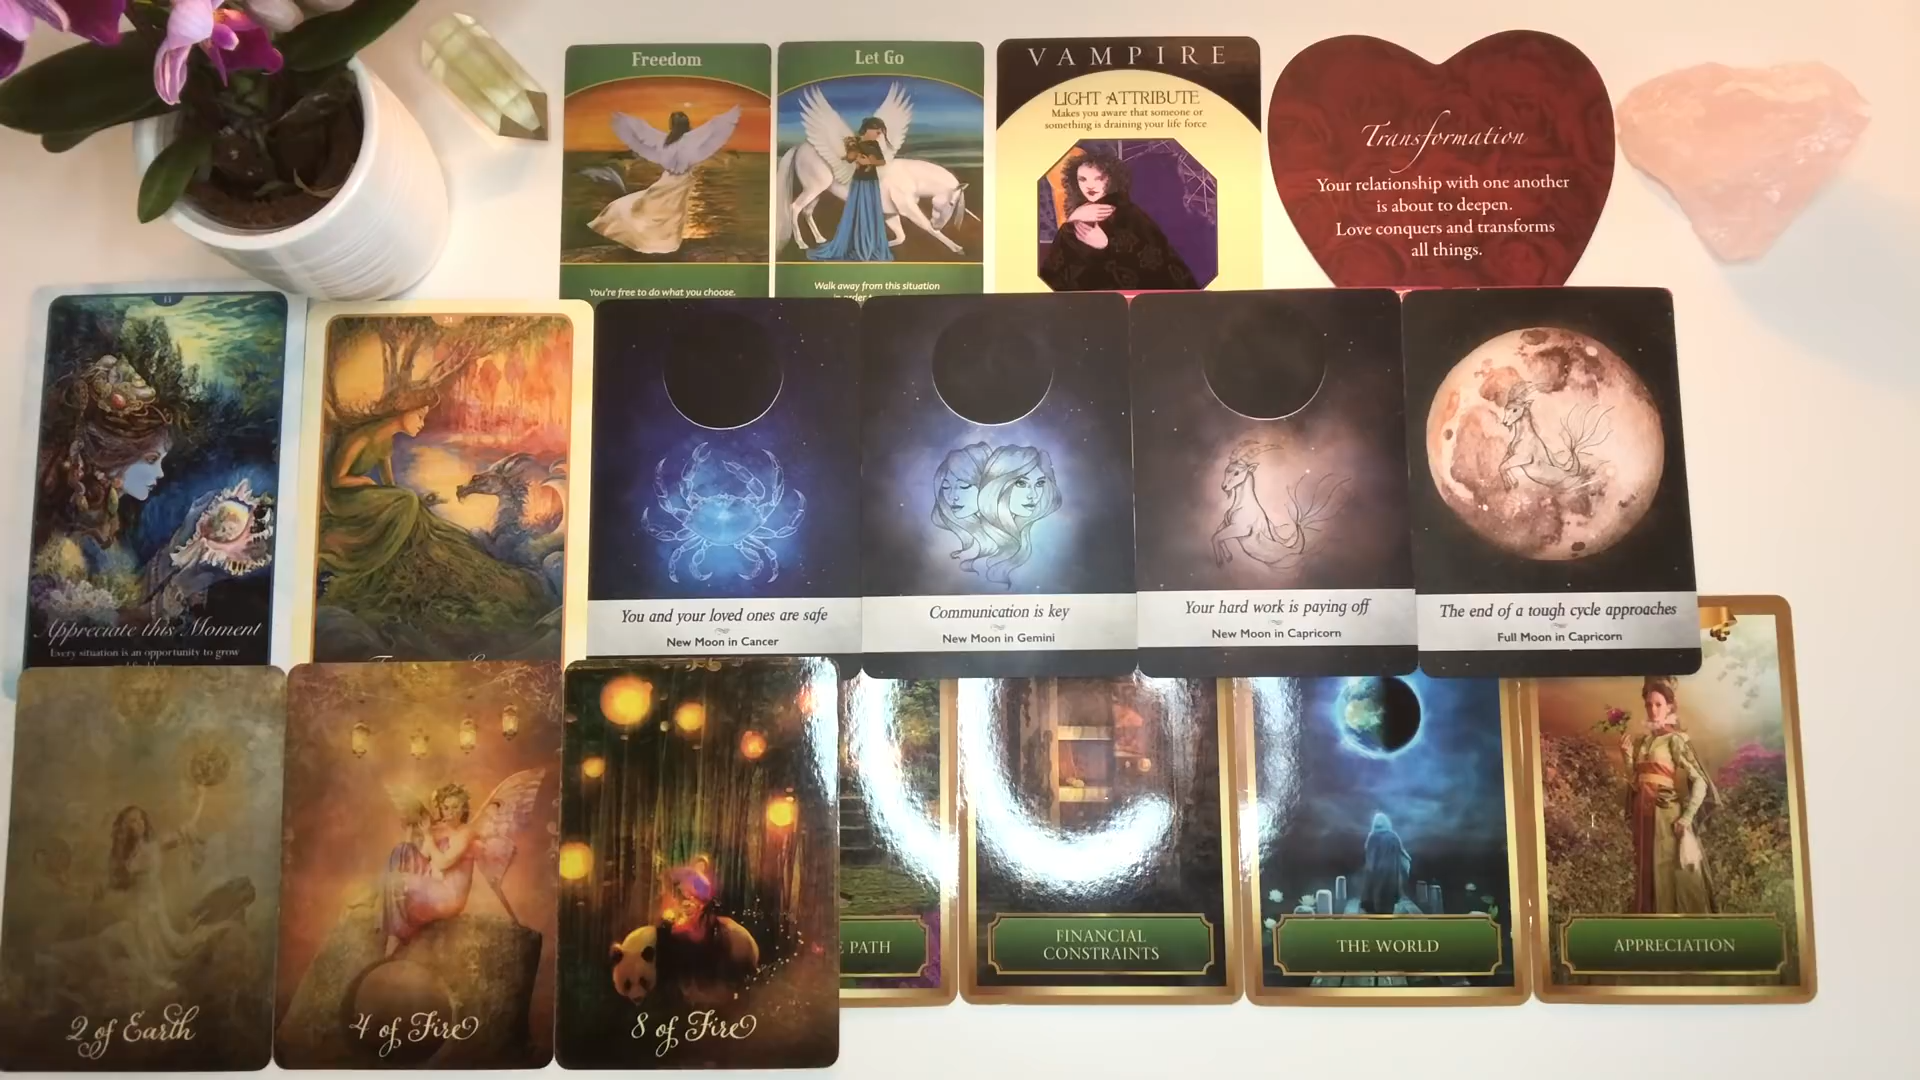 Freedom
You're free to do what you choose.
Let Go
Walk away from this situation
VAMPIRE
LIGHT ATTRIBUTE
Makes you aware that someone or
something is draining your life force
Transformation
Your relationship with one another
is about to deepen.
Love conquers and transforms
all things.
11
Appreciate this Moment
Every situation is an opportunity to grow
24
You and your loved ones are safe
New Moon in Cancer
Communication is key
New Moon in Gemini
Your hard work is paying off
New Moon in Capricorn
The end of a tough cycle approaches
Full Moon in Capricorn
2 of Earth
4 of Fire
8 of Fire
PATH
FINANCIAL
CONSTRAINTS
THE WORLD
APPRECIATION